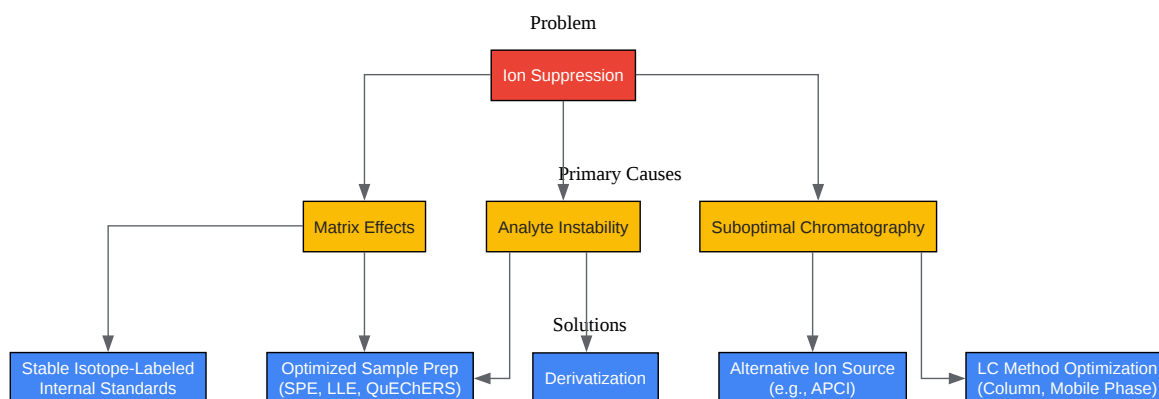 Problem
Ion Suppression
Primary Causes
Matrix Effects
Analyte Instability
Suboptimal Chromatography
Solutions
Stable Isotope-Labeled
Internal Standards
Optimized Sample Prep
(SPE, LLE, QuEChERS)
Derivatization
Alternative Ion Source
(e.g., APCI)
LC Method Optimization
(Column, Mobile Phase)